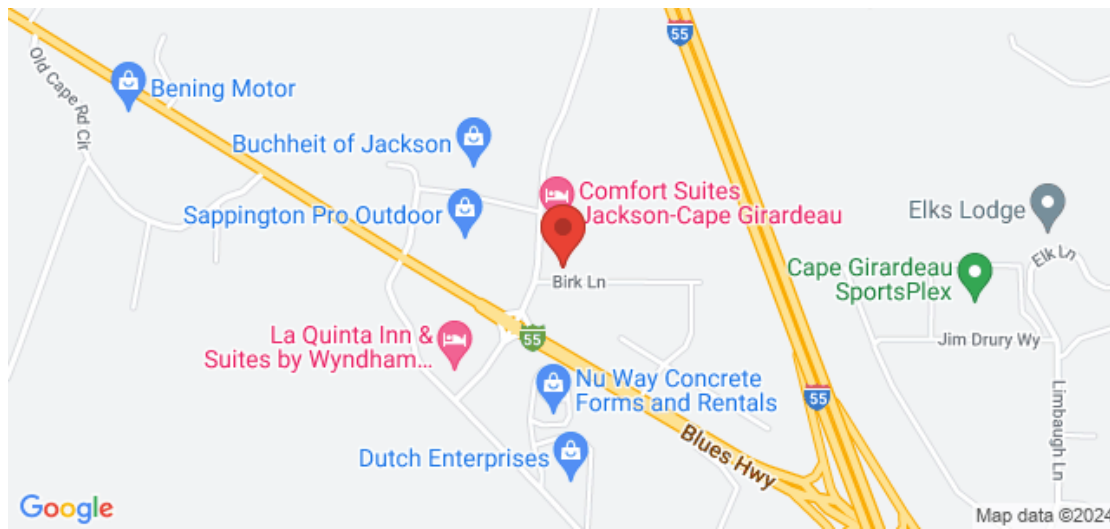 55
Old Cape Rd Cir
Bening Motor
Buchheit of Jackson
Comfort Suites
Jackson-Cape Girardeau
Sappington Pro Outdoor
Elks Lodge
Elk Ln
Cape Girardeau
SportsPlex
Birk Ln
Jim Drury Wy
La Quinta Inn &
Suites by Wyndham...
55
Nu Way Concrete
Forms and Rentals
55
Limbaugh Ln
Blues Hwy
Dutch Enterprises
Google
Map data ©2024